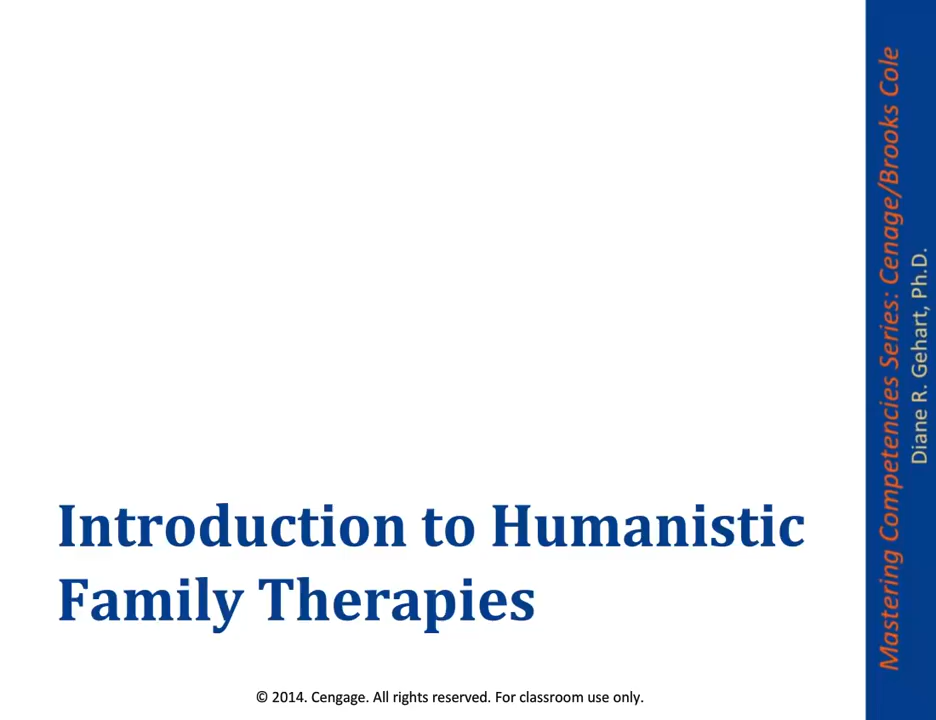 Introduction to Humanistic
Family Therapies
© 2014. Cengage. All rights reserved. For classroom use only.
Mastering Competencies Series: Cenage/Brooks Cole
Diane R. Gehart, Ph.D.